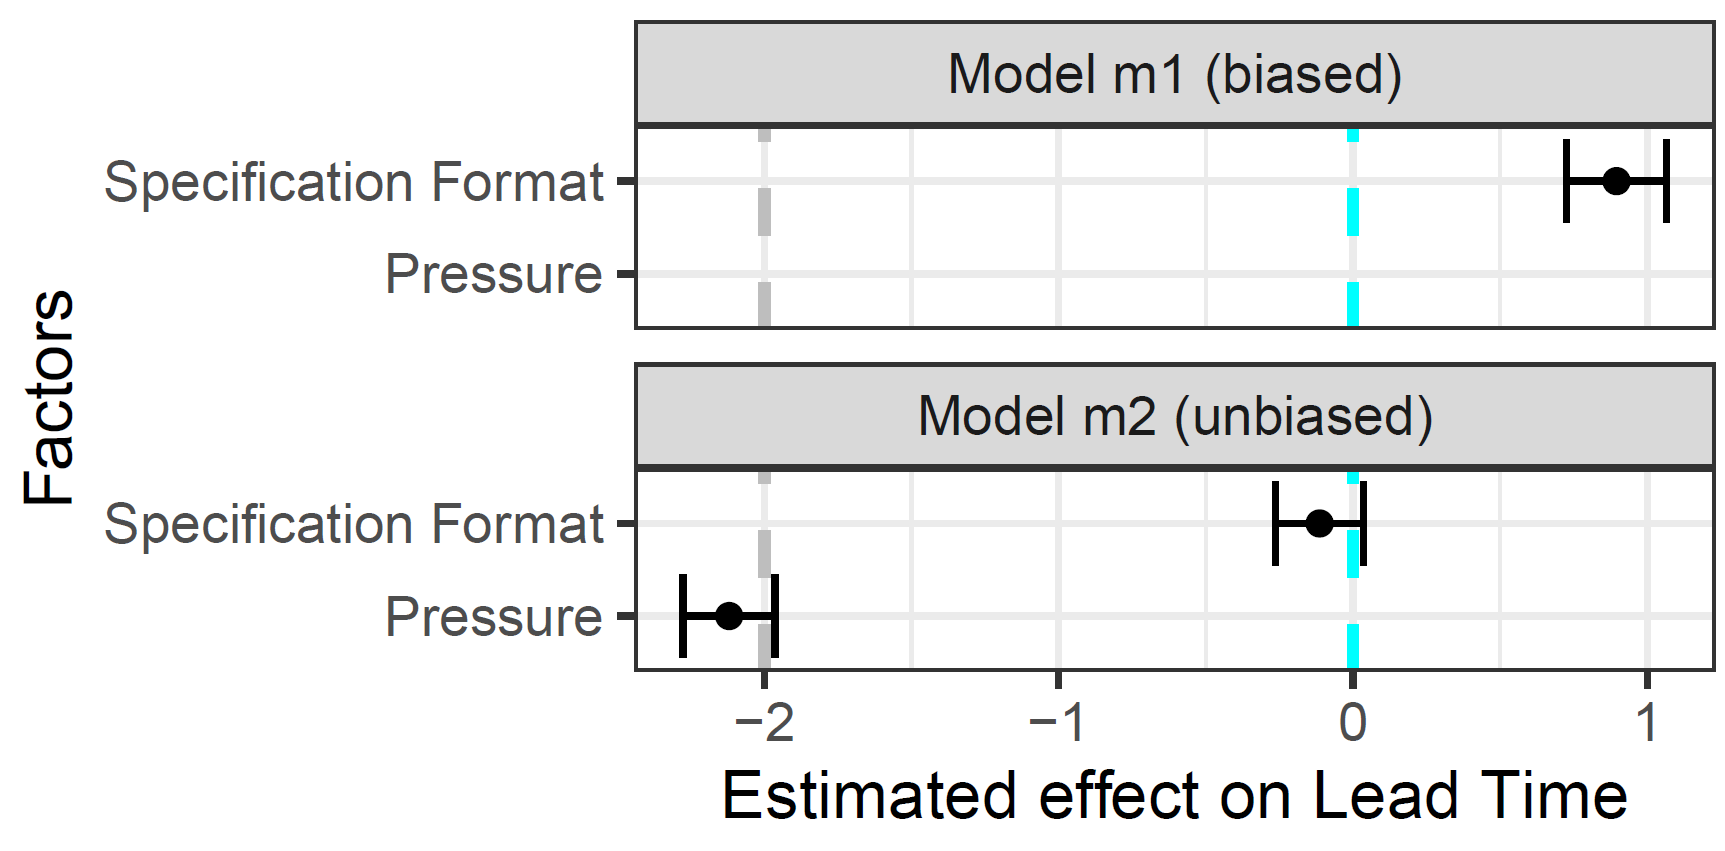 Model m1 (biased)
Specification Format
Pressure
Factors
Model m2 (unbiased)
Specification Format
Pressure
−2 −1 0 1
Estimated effect on Lead Time